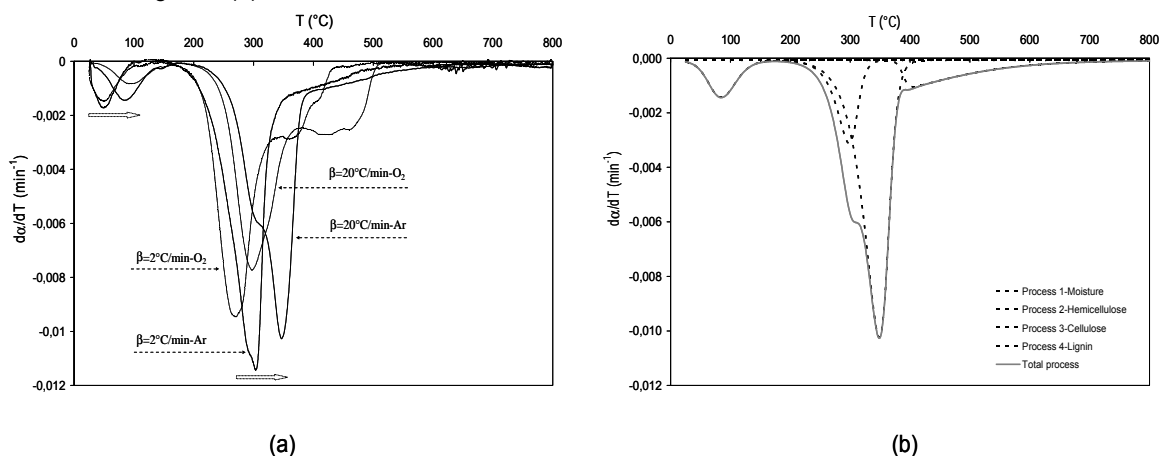 T (°C)
0 100 200 300 400 500 600 700 800
0
-0,002
-0,004
-0,006
-0,008
-0,01
-0,012
dα/dT (min⁻¹)
β=20°C/min-O₂
β=20°C/min-Ar
β=2°C/min-O₂
β=2°C/min-Ar
(a)
T (°C)
0 100 200 300 400 500 600 700 800
0,000
-0,002
-0,004
-0,006
-0,008
-0,010
-0,012
dα/dT (min⁻¹)
Process 1-Moisture
Process 2-Hemicellulose
Process 3-Cellulose
Process 4-Lignin
Total process
(b)